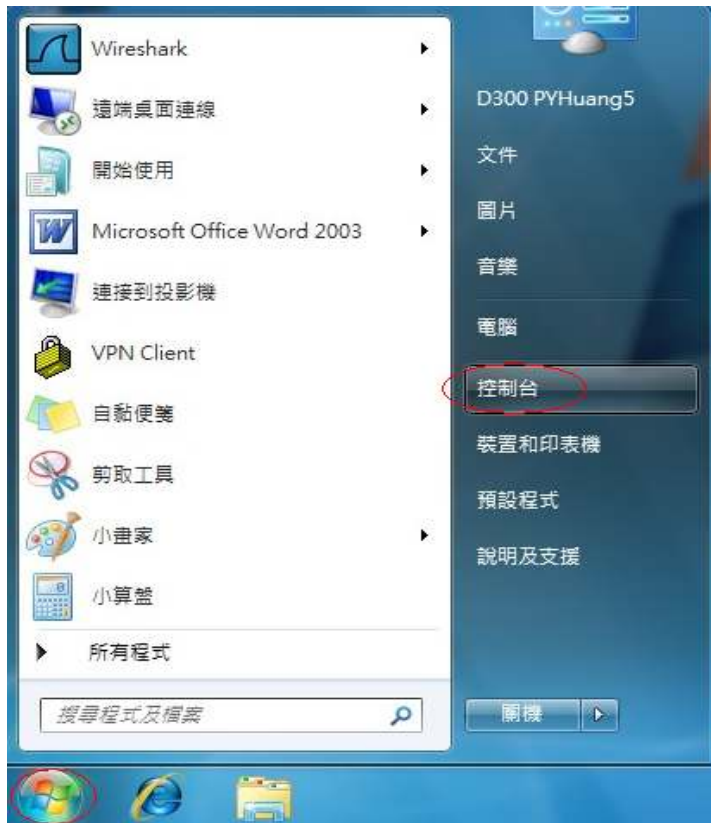 Wireshark
遠端桌面連線
開始使用
Microsoft Office Word 2003
連接到投影機
VPN Client
自黏便箋
剪取工具
小畫家
小算盤
所有程式
搜尋程式及檔案
D300 PYHuang5
文件
圖片
音樂
電腦
控制台
裝置和印表機
預設程式
說明及支援
關機